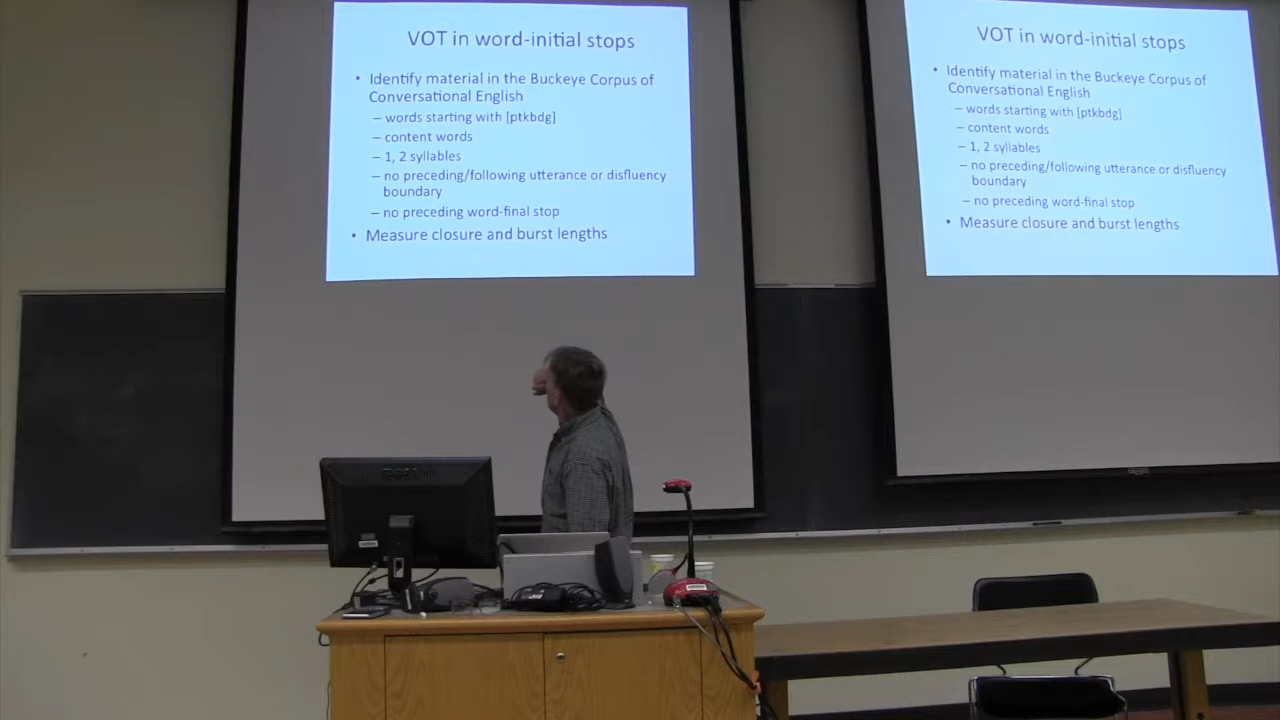 VOT in word-initial stops
• Identify material in the Buckeye Corpus of
Conversational English
– words starting with [ptkbdg]
– content words
– 1, 2 syllables
– no preceding/following utterance or disfluency
boundary
– no preceding word-final stop
• Measure closure and burst lengths
VOT in word-initial stops
• Identify material in the Buckeye Corpus of
Conversational English
– words starting with [ptkbdg]
– content words
– 1, 2 syllables
– no preceding/following utterance or disfluency
boundary
– no preceding word-final stop
• Measure closure and burst lengths